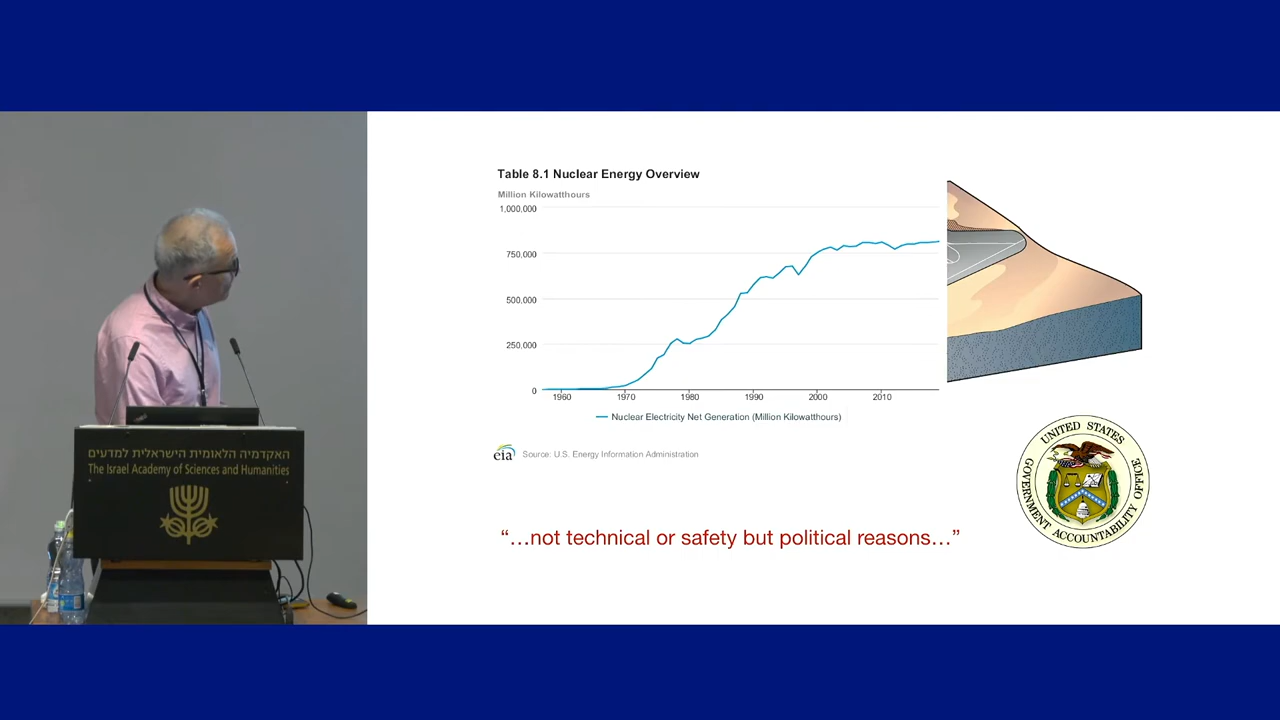 האקדמיה הלאומית הישראלית למדעים
The Israel Academy of Sciences and Humanities
Table 8.1 Nuclear Energy Overview
Million Kilowatthours
1,000,000
750,000
500,000
250,000
0
1960 1970 1980 1990 2000 2010
Nuclear Electricity Net Generation (Million Kilowatthours)
eia Source: U.S. Energy Information Administration
UNITED STATES
GOVERNMENT ACCOUNTABILITY OFFICE
“...not technical or safety but political reasons...”